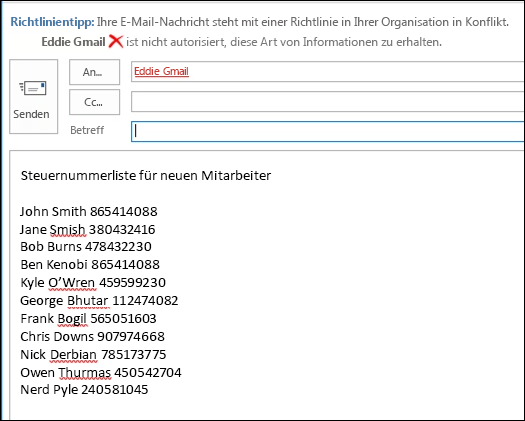 Richtlinientipp: Ihre E-Mail-Nachricht steht mit einer Richtlinie in Ihrer Organisation in Konflikt.
Eddie Gmail ist nicht autorisiert, diese Art von Informationen zu erhalten.
An...
Eddie Gmail
Cc...
Senden
Betreff
Steuernummerliste für neuen Mitarbeiter
John Smith 865414088
Jane Smish 380432416
Bob Burns 478432230
Ben Kenobi 865414088
Kyle O’Wren 459599230
George Bhutar 112474082
Frank Bogil 565051603
Chris Downs 907974668
Nick Derbian 785173775
Owen Thurmas 450542704
Nerd Pyle 240581045